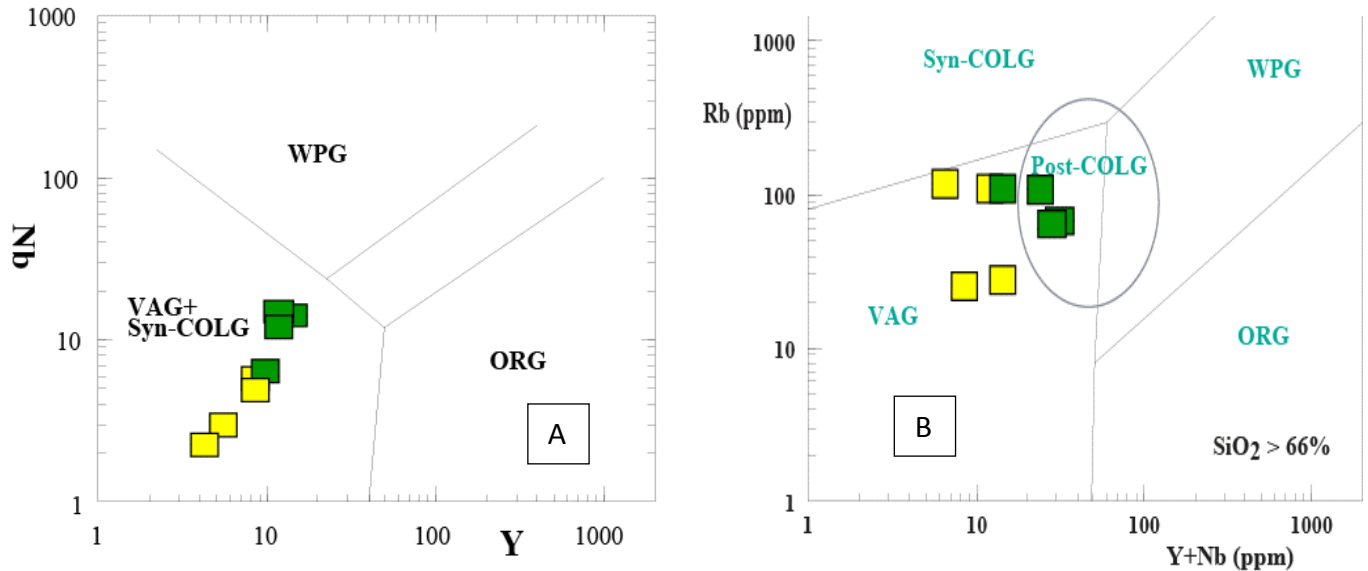 1000
100
10
1
Nb
WPG
VAG+
Syn-COLG
ORG
A
1
10
100
1000
Y
1000
Rb (ppm)
100
10
1
Syn-COLG
WPG
Post-COLG
VAG
ORG
B
SiO2 > 66%
1
10
100
1000
Y+Nb (ppm)